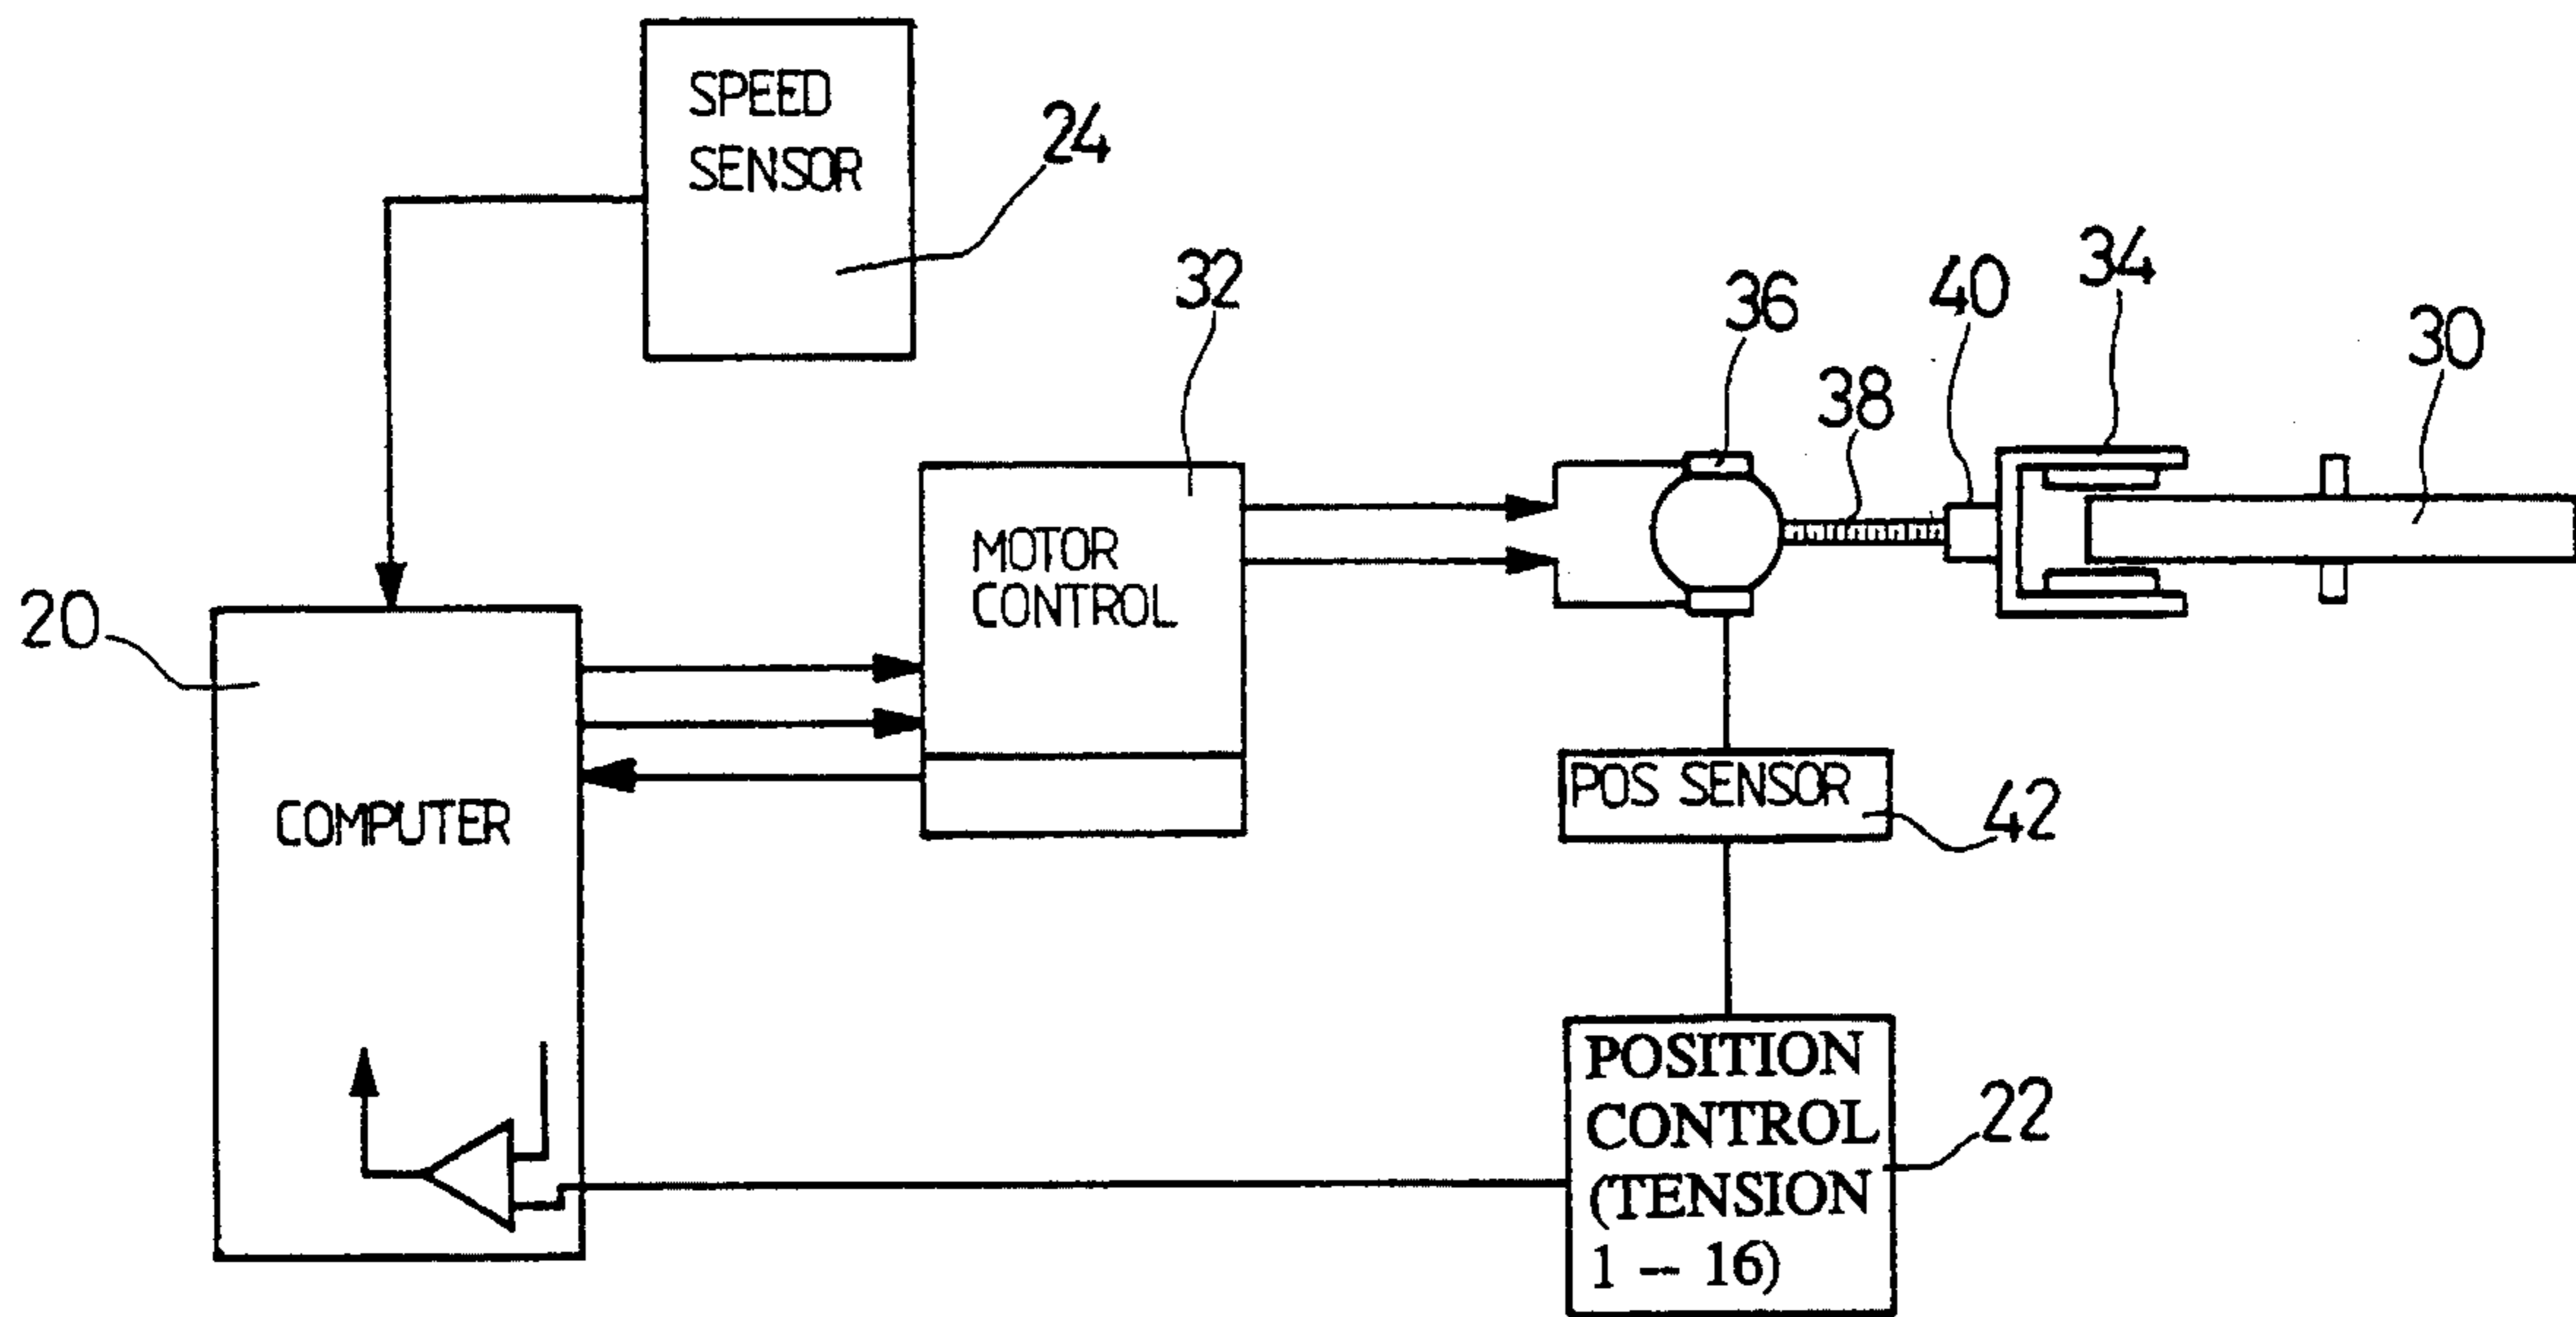 SPEED
SENSOR
24
32
36
40
34
30
38
20
MOTOR
CONTROL
COMPUTER
POS SENSOR
42
POSITION
CONTROL
(TENSION
1 -- 16)
22